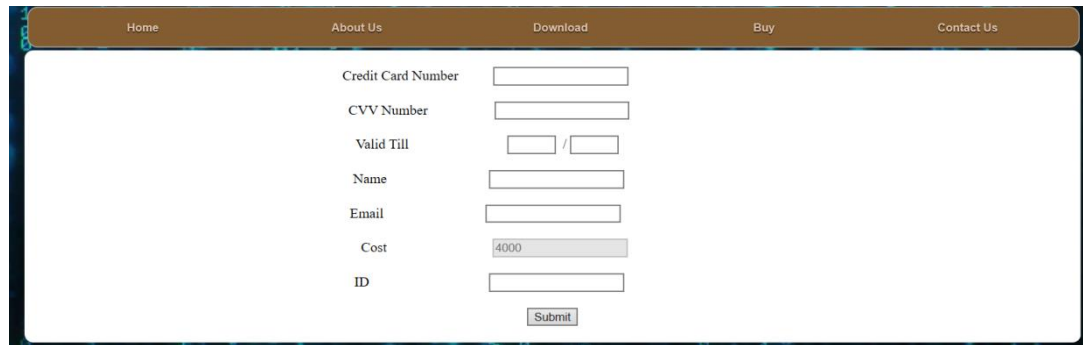 Home About Us Download Buy Contact Us
Credit Card Number
CVV Number
Valid Till /
Name
Email
Cost 4000
ID
Submit